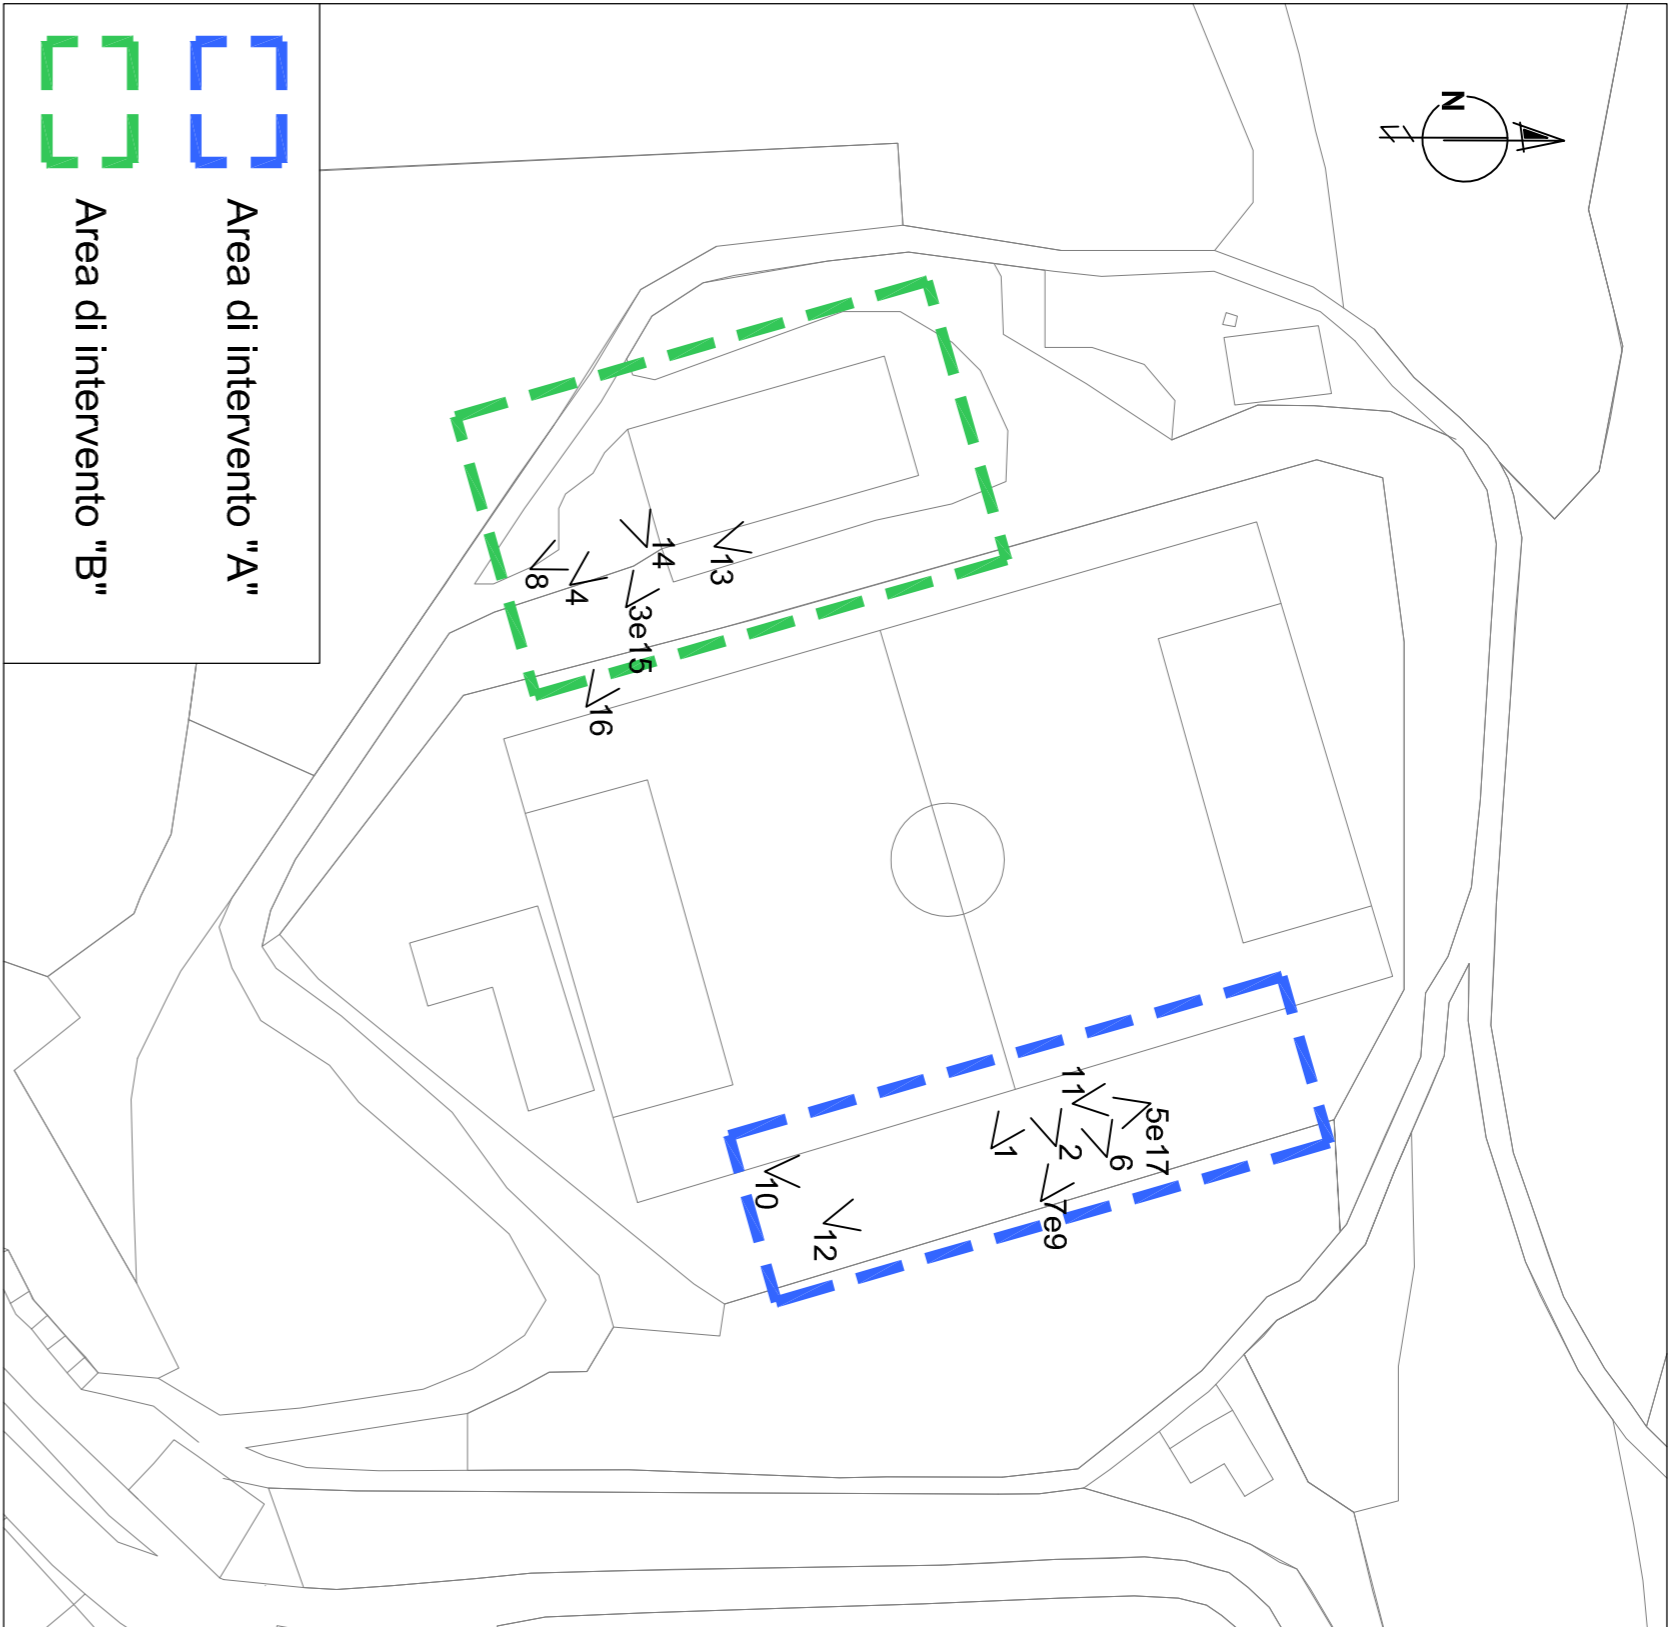 N
Area di intervento "A"
Area di intervento "B"
14
13
8
4
3e15
16
11
5e17
1
2
6
7e9
10
12